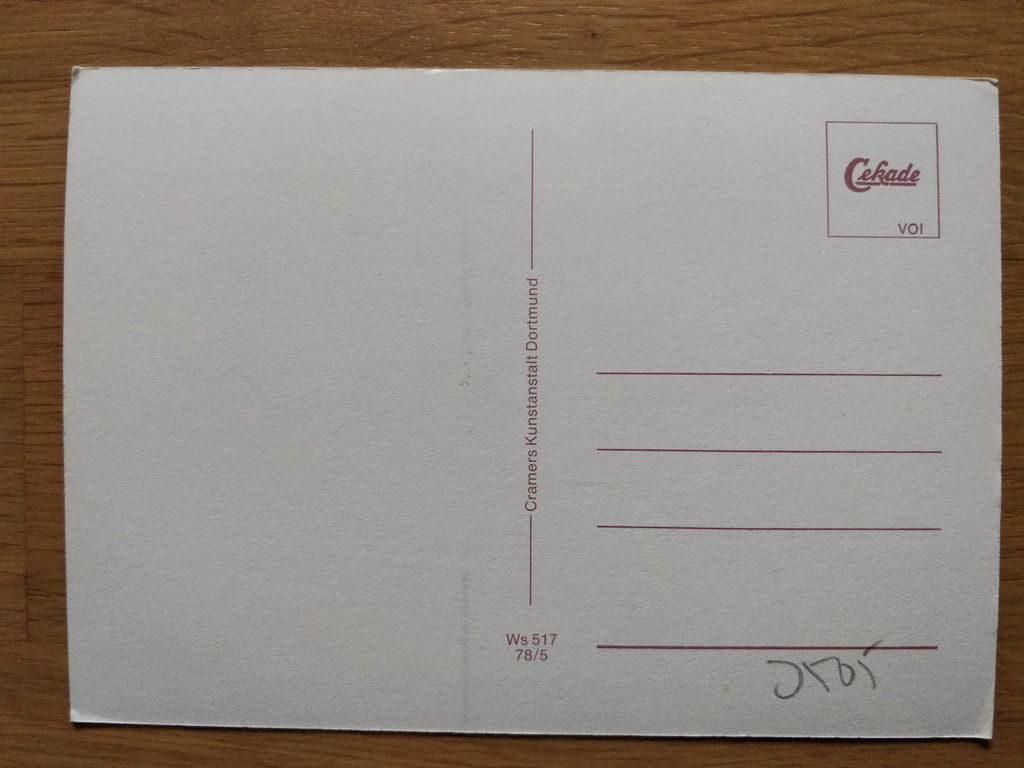 Cekade
VOI
Cramers Kunstanstalt Dortmund
Ws 517
78/5